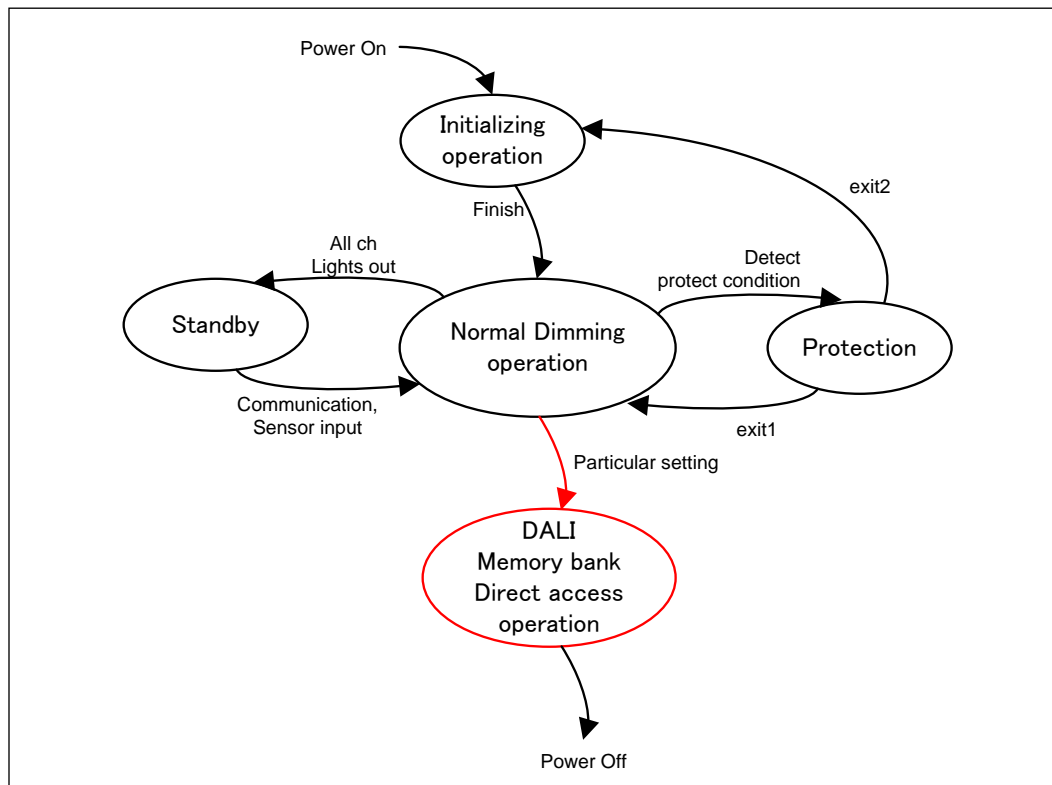 Power On
Initializing
operation
exit2
Finish
All ch
Lights out
Detect
protect condition
Standby
Normal Dimming
operation
Protection
Communication,
Sensor input
exit1
Particular setting
DALI
Memory bank
Direct access
operation
Power Off